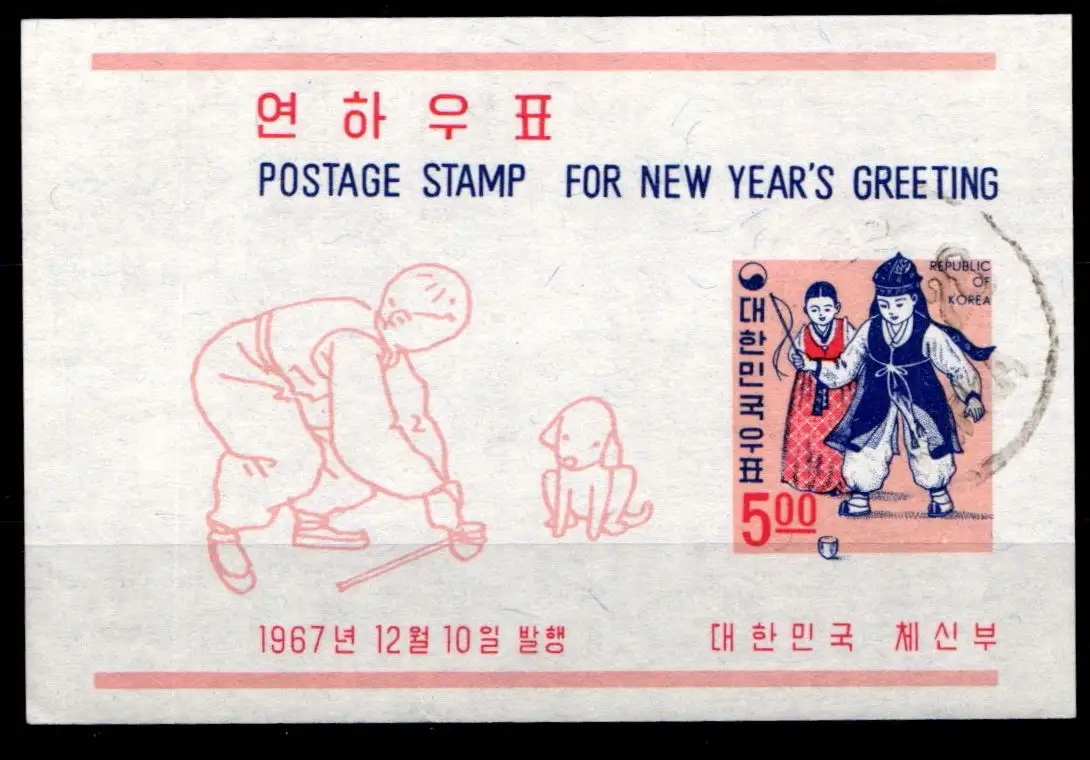 연하우표
POSTAGE STAMP FOR NEW YEAR'S GREETING
REPUBLIC
OF
KOREA
대한민국우표
500
1967년 12월 10일 발행
대한민국 체신부